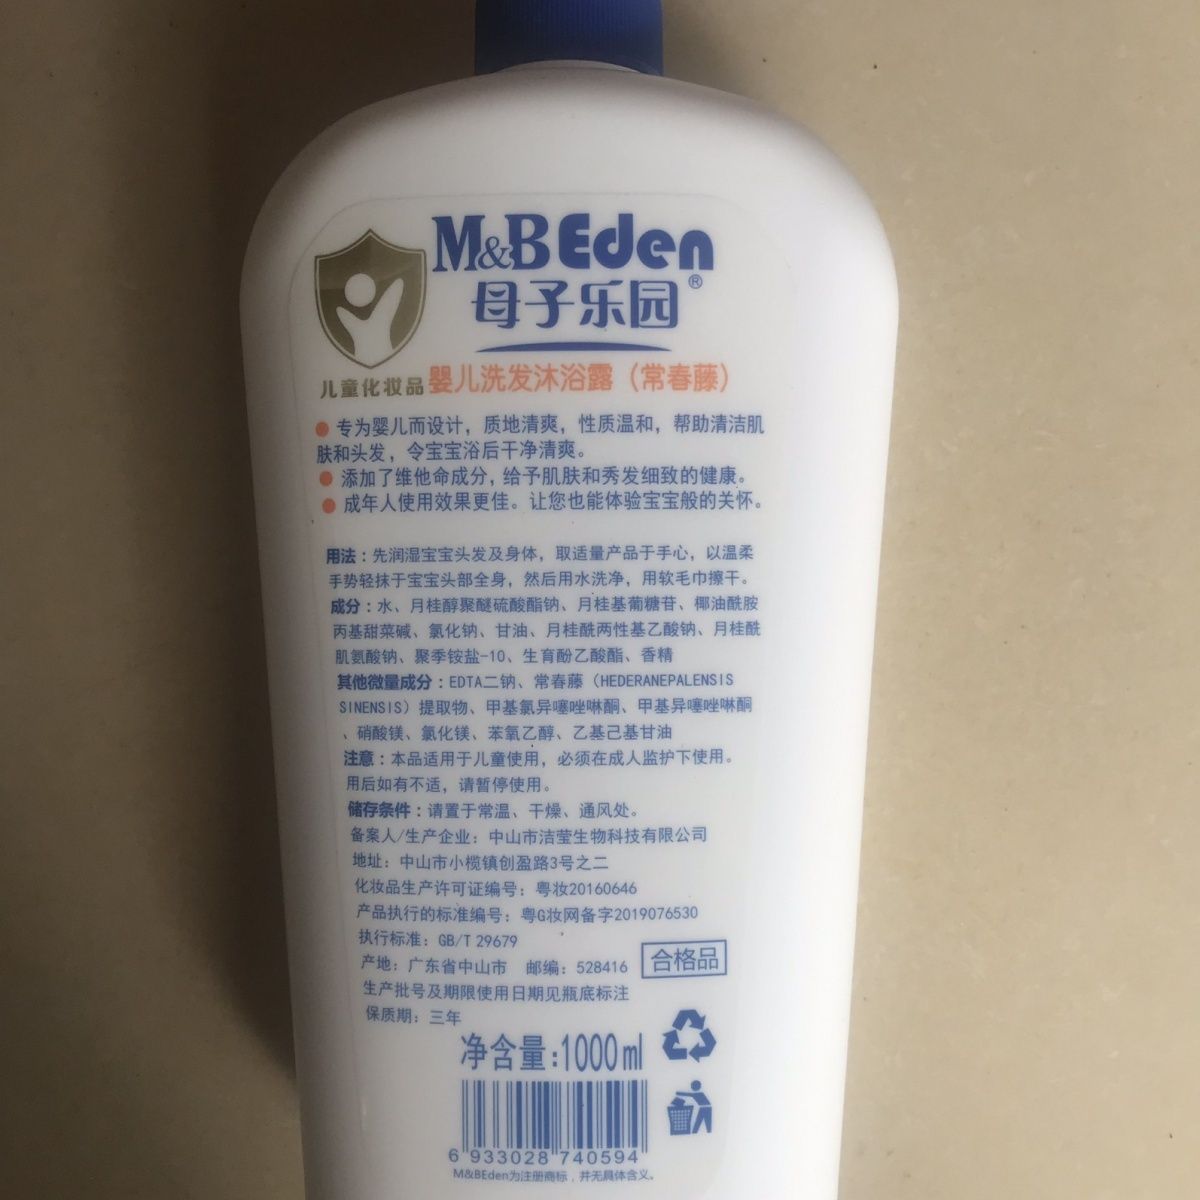 M&BEden
母子乐园®
儿童化妆品 婴儿洗发沐浴露（常春藤）
● 专为婴儿而设计，质地清爽，性质温和，帮助清洁肌
肤和头发，令宝宝浴后干净清爽。
● 添加了维他命成分，给予肌肤和秀发细致的健康。
● 成年人使用效果更佳。让您也能体验宝宝般的关怀。
用法：先润湿宝宝头发及身体，取适量产品于手心，以温柔
手势轻抹于宝宝头部全身，然后用水洗净，用软毛巾擦干。
成分：水、月桂醇聚醚硫酸酯钠、月桂基葡糖苷、椰油酰胺
丙基甜菜碱、氯化钠、甘油、月桂酰两性基乙酸钠、月桂酰
肌氨酸钠、聚季铵盐-10、生育酚乙酸酯、香精
其他微量成分：EDTA二钠、常春藤（HEDERANEPALENSIS
SINENSIS）提取物、甲基氯异噻唑啉酮、甲基异噻唑啉酮
、硝酸镁、氯化镁、苯氧乙醇、乙基己基甘油
注意：本品适用于儿童使用，必须在成人监护下使用。
用后如有不适，请暂停使用。
储存条件：请置于常温、干燥、通风处。
备案人/生产企业：中山市洁莹生物科技有限公司
地址：中山市小榄镇创盈路3号之二
化妆品生产许可证编号：粤妆20160646
产品执行的标准编号：粤G妆网备字2019076530
执行标准：GB/T 29679
产地：广东省中山市 邮编：528416 合格品
生产批号及期限使用日期见瓶底标注
保质期：三年
净含量：1000ml
6 933028 740594
M&BEden为注册商标，并无具体含义。